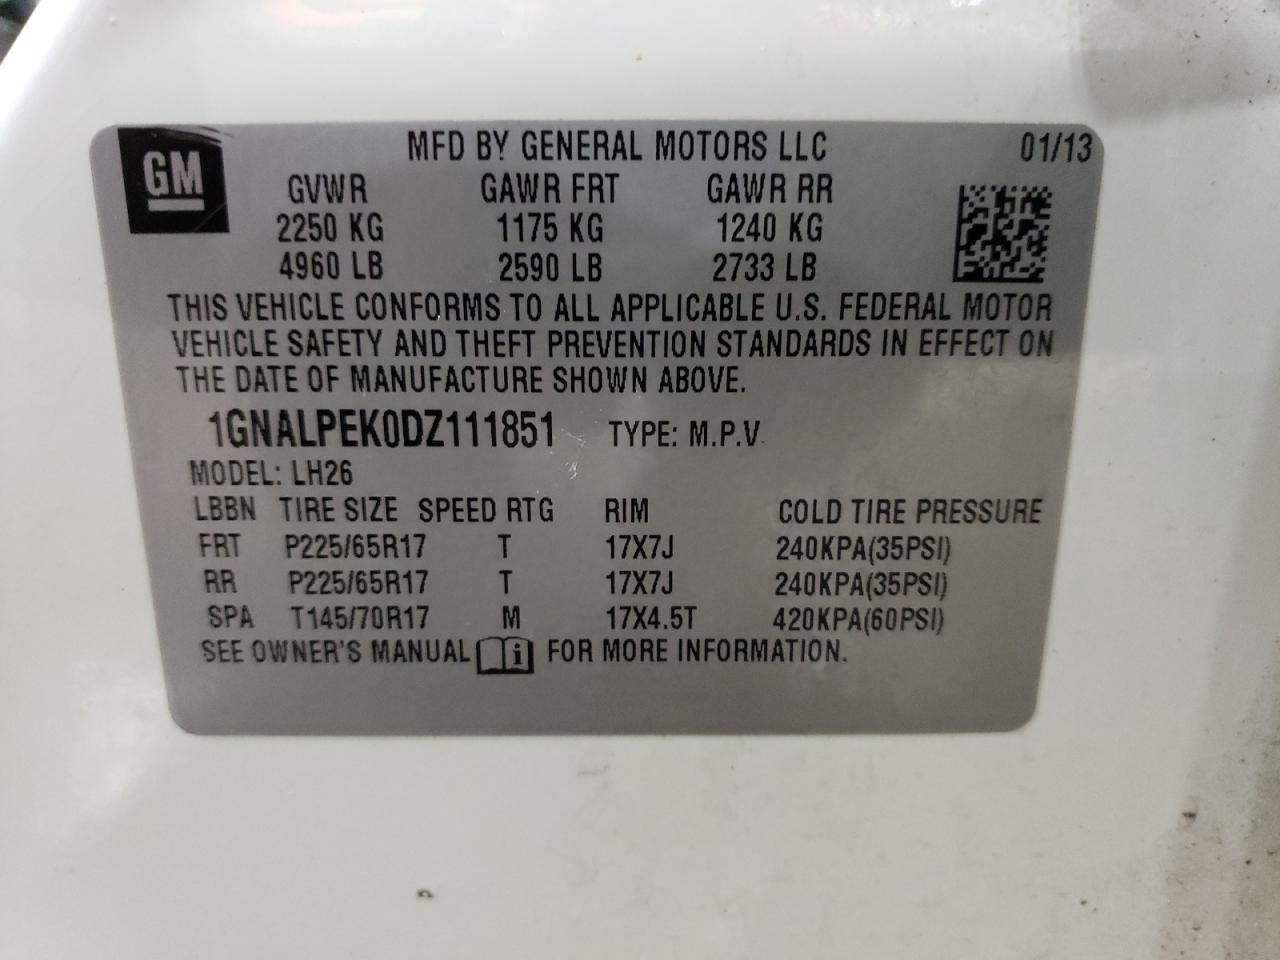 GM
MFD BY GENERAL MOTORS LLC 01/13
GVWR GAWR FRT GAWR RR
2250 KG 1175 KG 1240 KG
4960 LB 2590 LB 2733 LB
THIS VEHICLE CONFORMS TO ALL APPLICABLE U.S. FEDERAL MOTOR
VEHICLE SAFETY AND THEFT PREVENTION STANDARDS IN EFFECT ON
THE DATE OF MANUFACTURE SHOWN ABOVE.
1GNALPEK0DZ111851 TYPE: M.P.V.
MODEL: LH26
LBBN TIRE SIZE SPEED RTG RIM COLD TIRE PRESSURE
FRT P225/65R17 T 17X7J 240KPA(35PSI)
RR P225/65R17 T 17X7J 240KPA(35PSI)
SPA T145/70R17 M 17X4.5T 420KPA(60PSI)
SEE OWNER'S MANUAL i FOR MORE INFORMATION.